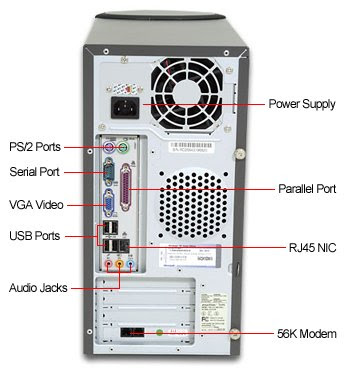 Power Supply
PS/2 Ports
Serial Port
Parallel Port
VGA Video
USB Ports
RJ45 NIC
Audio Jacks
56K Modem
FC